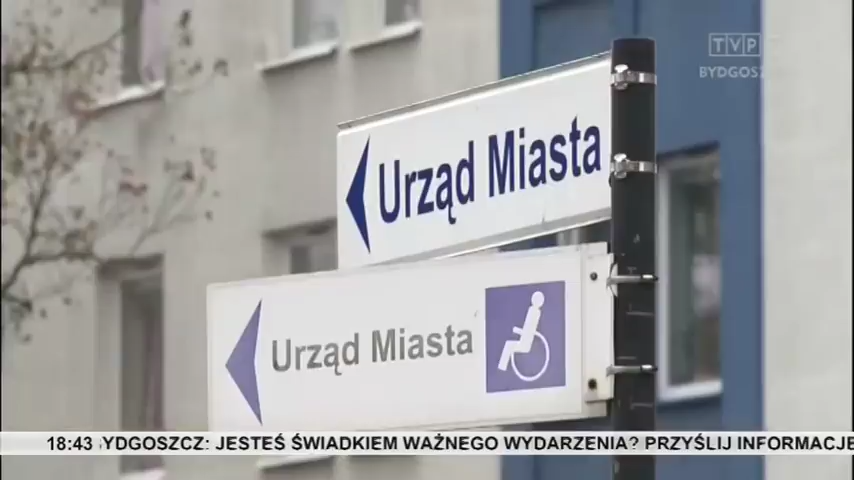 TVP
BYDGOSZ
Urząd Miasta
Urząd Miasta
18:43 YDGOSZCZ: JESTEŚ ŚWIADKIEM WAŻNEGO WYDARZENIA? PRZYŚLIJ INFORMACJE